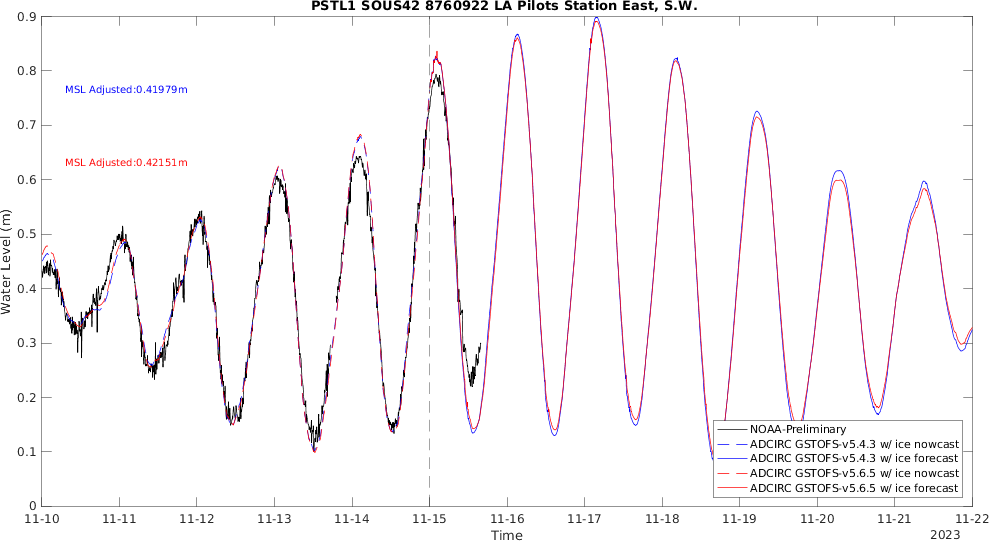 PSTL1 SOUS42 8760922 LA Pilots Station East, S.W.
0.9
0.8
0.7
0.6
0.5
0.4
0.3
0.2
0.1
0
Water Level (m)
MSL Adjusted:0.41979m
MSL Adjusted:0.42151m
NOAA-Preliminary
ADCIRC GSTOFS-v5.4.3 w/ ice nowcast
ADCIRC GSTOFS-v5.4.3 w/ ice forecast
ADCIRC GSTOFS-v5.6.5 w/ ice nowcast
ADCIRC GSTOFS-v5.6.5 w/ ice forecast
11-10 11-11 11-12 11-13 11-14 11-15 11-16 11-17 11-18 11-19 11-20 11-21 11-22
Time
2023